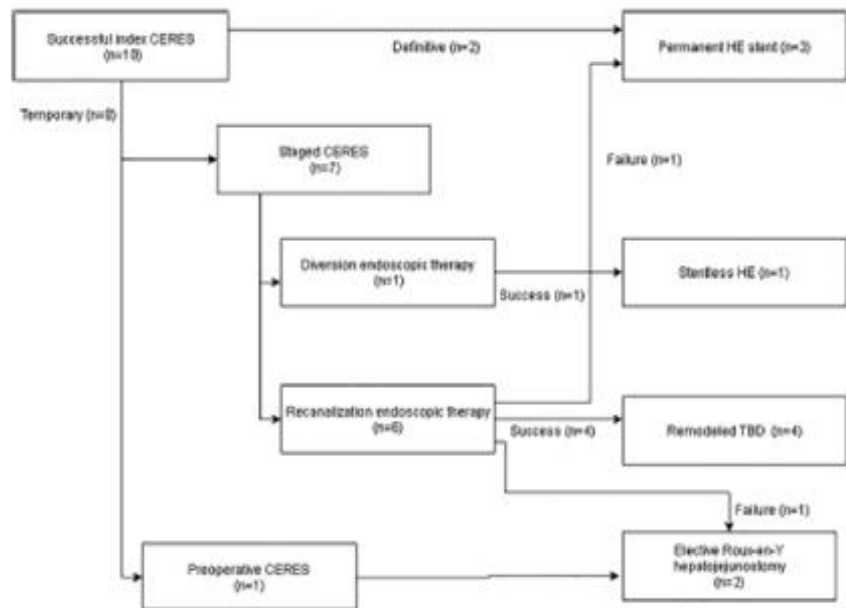 Successful index CERES
(n=10)
Definitive (n=2)
Permanent HE stent (n=3)
Temporary (n=8)
Staged CERES
(n=7)
Failure (n=1)
Diversion endoscopic therapy
(n=1)
Success (n=1)
Stentless HE (n=1)
Recanalization endoscopic therapy
(n=6)
Success (n=4)
Remodeled TBD (n=4)
Failure (n=1)
Preoperative CERES
(n=1)
Elective Roux-en-Y
hepatojejunostomy
(n=2)